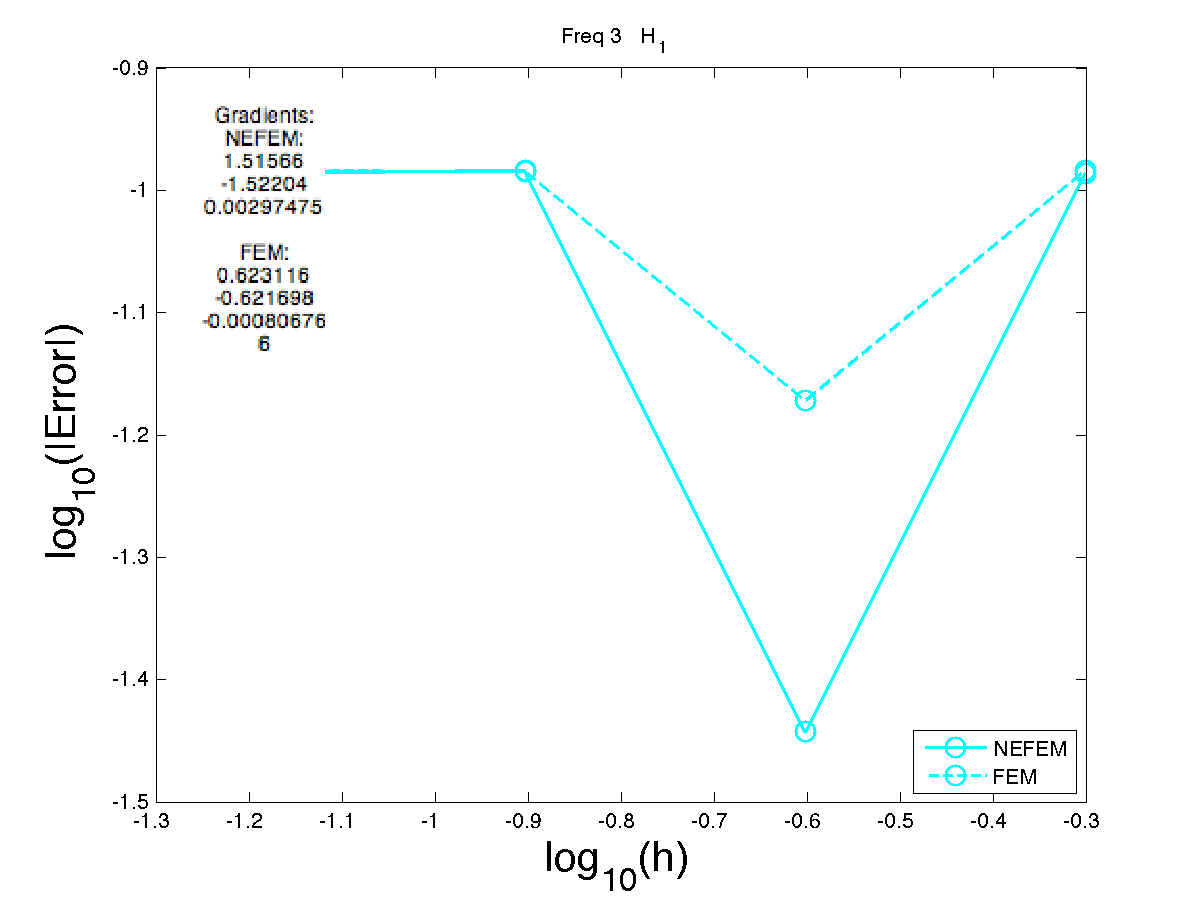 Freq 3 H1
-0.9
-1
-1.1
-1.2
-1.3
-1.4
-1.5
log10(|Error|)
Gradients:
NEFEM:
1.51566
-1.52204
0.00297475
FEM:
0.623116
-0.621698
-0.00080676
6
NEFEM
FEM
-1.3 -1.2 -1.1 -1 -0.9 -0.8 -0.7 -0.6 -0.5 -0.4 -0.3
log10(h)